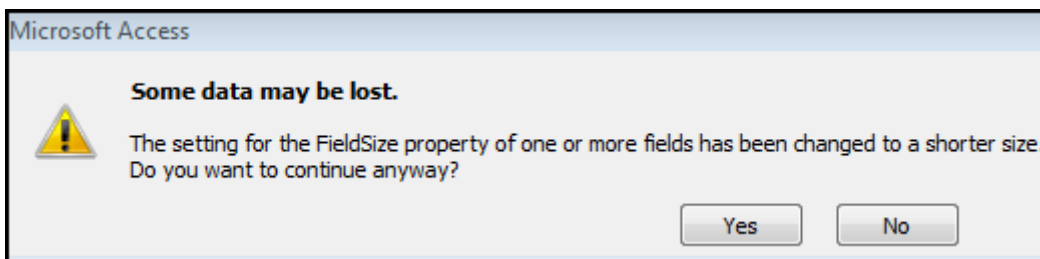 Microsoft Access
Some data may be lost.
The setting for the FieldSize property of one or more fields has been changed to a shorter size.
Do you want to continue anyway?
Yes
No